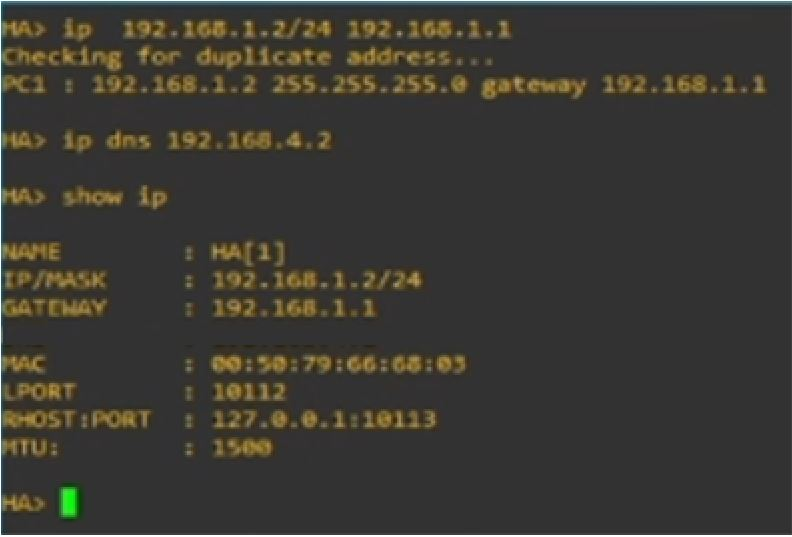 HA> ip  192.168.1.2/24 192.168.1.1
Checking for duplicate address...
PC1 : 192.168.1.2 255.255.255.0 gateway 192.168.1.1
HA> ip dns 192.168.4.2
HA> show ip
NAME        : HA[1]
IP/MASK     : 192.168.1.2/24
GATEWAY     : 192.168.1.1
MAC         : 00:50:79:66:68:03
LPORT       : 10112
RHOST:PORT  : 127.0.0.1:10113
MTU:        : 1500
HA>